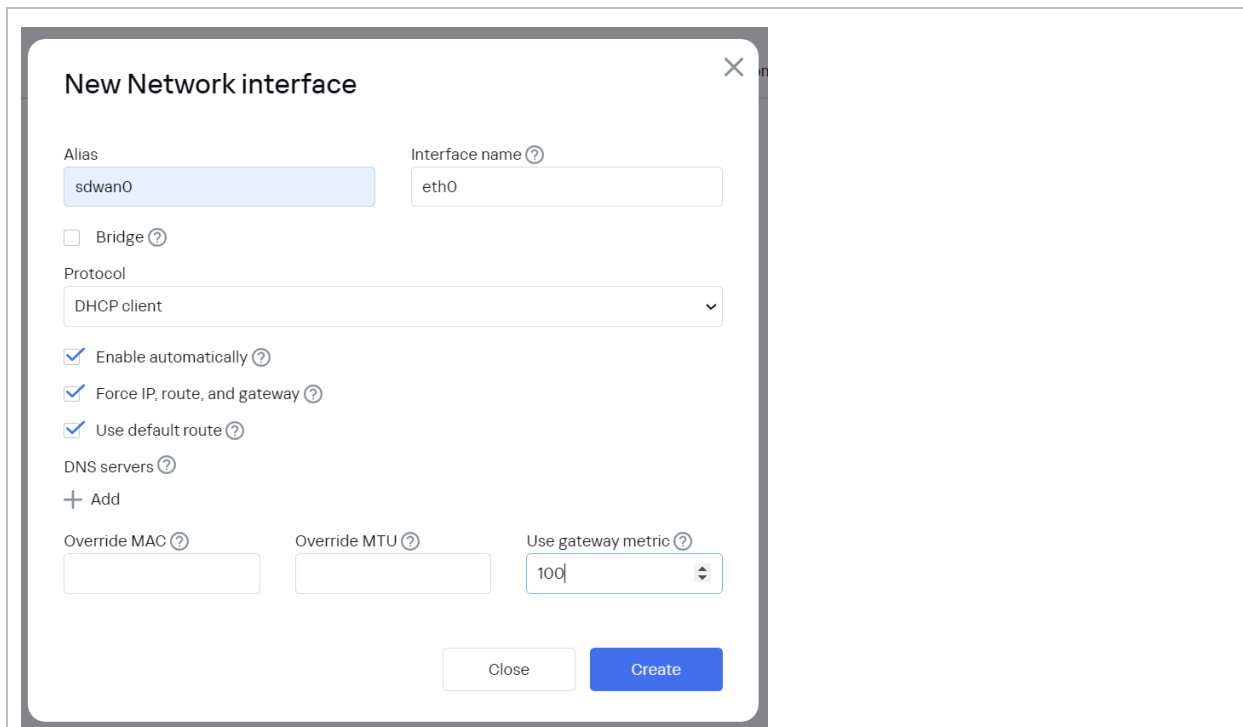 New Network interface
Alias
Interface name
sdwan0
eth0
Bridge
Protocol
DHCP client
Enable automatically
Force IP, route, and gateway
Use default route
DNS servers
Add
Override MAC
Override MTU
Use gateway metric
100
Close
Create